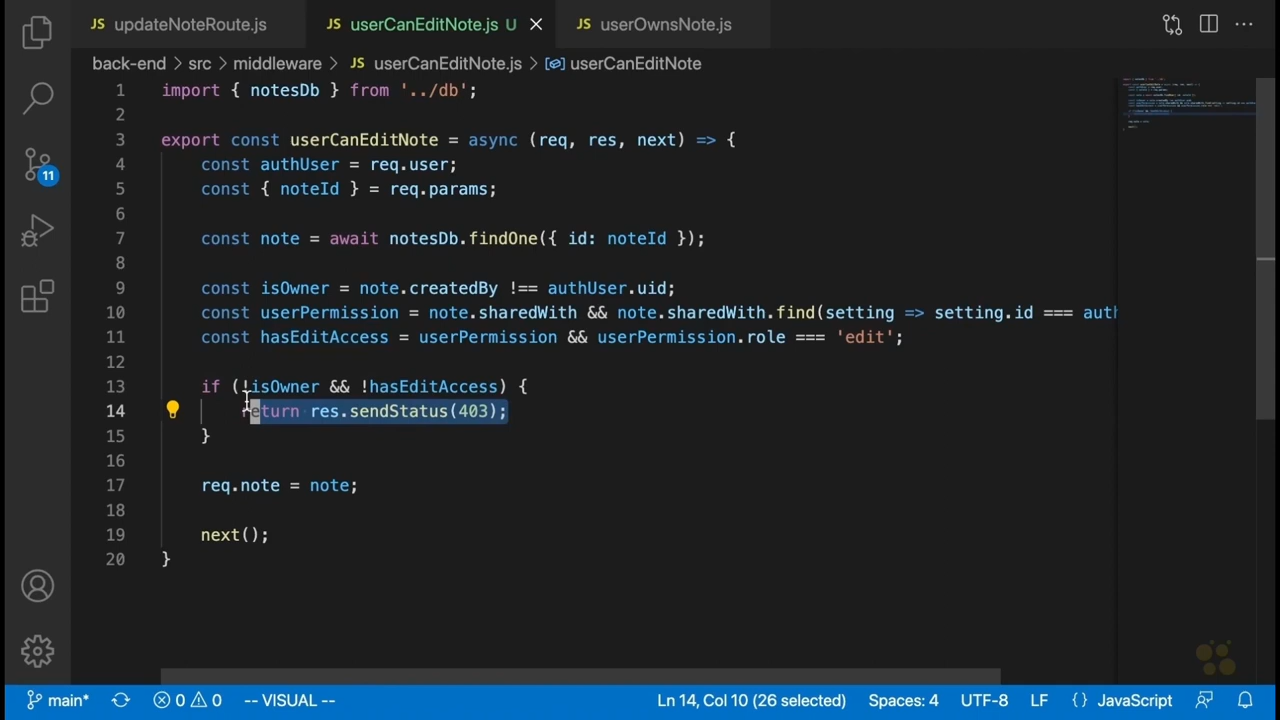 JS updateNoteRoute.js JS userCanEditNote.js U JS userOwnsNote.js
back-end src middleware JS userCanEditNote.js userCanEditNote
1 import { notesDb } from '../db';
2
3 export const userCanEditNote = async (req, res, next) => {
4 const authUser = req.user;
5 const { noteId } = req.params;
6
7 const note = await notesDb.findOne({ id: noteId });
8
9 const isOwner = note.createdBy !== authUser.uid;
10 const userPermission = note.sharedWith && note.sharedWith.find(setting => setting.id === auth
11 const hasEditAccess = userPermission && userPermission.role === 'edit';
12
13 if (!isOwner && !hasEditAccess) {
14 return res.sendStatus(403);
15 }
16
17 req.note = note;
18
19 next();
20 }
11
main* 0 0 -- VISUAL -- Ln 14, Col 10 (26 selected) Spaces: 4 UTF-8 LF {} JavaScript